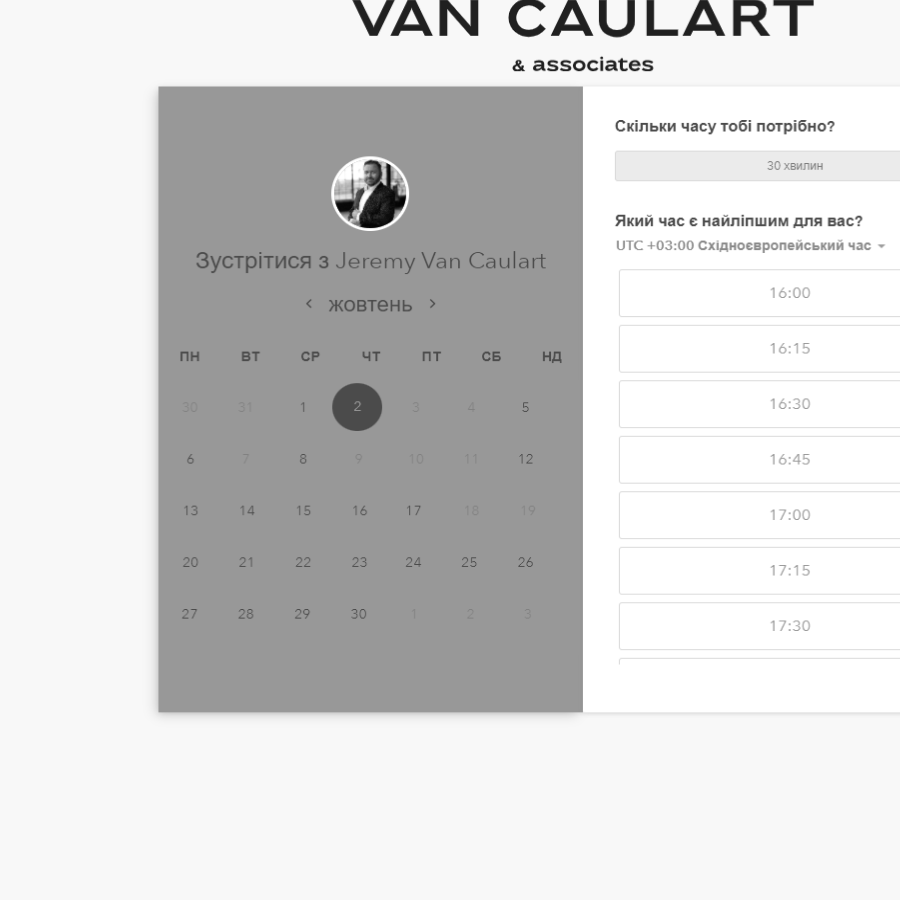 VAN CAULART
& associates
Зустрітися з Jeremy Van Caulart
жовтень
ПН ВТ СР ЧТ ПТ СБ НД
30 31 1 2 3 4 5
6 7 8 9 10 11 12
13 14 15 16 17 18 19
20 21 22 23 24 25 26
27 28 29 30 1 2 3
Скільки часу тобі потрібно?
30 хвилин
Який час є найліпшим для вас?
UTC +03:00 Східноєвропейський час
16:00
16:15
16:30
16:45
17:00
17:15
17:30